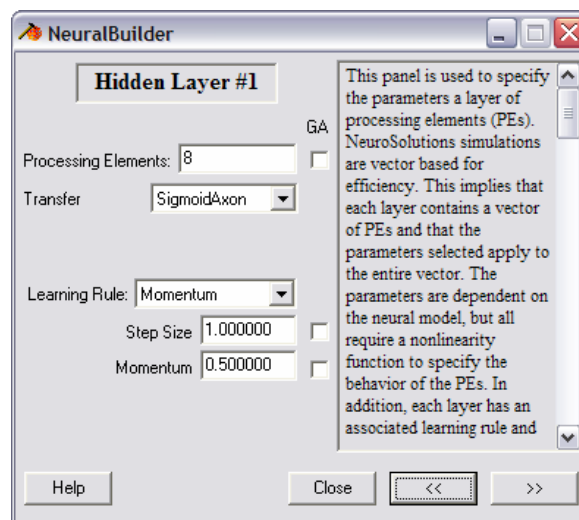 NeuralBuilder
Hidden Layer #1
GA
Processing Elements: 8
Transfer SigmoidAxon
Learning Rule: Momentum
Step Size 1.000000
Momentum 0.500000
This panel is used to specify
the parameters a layer of
processing elements (PEs).
NeuroSolutions simulations
are vector based for
efficiency. This implies that
each layer contains a vector
of PEs and that the
parameters selected apply to
the entire vector. The
parameters are dependent on
the neural model, but all
require a nonlinearity
function to specify the
behavior of the PEs. In
addition, each layer has an
associated learning rule and
Help Close << >>